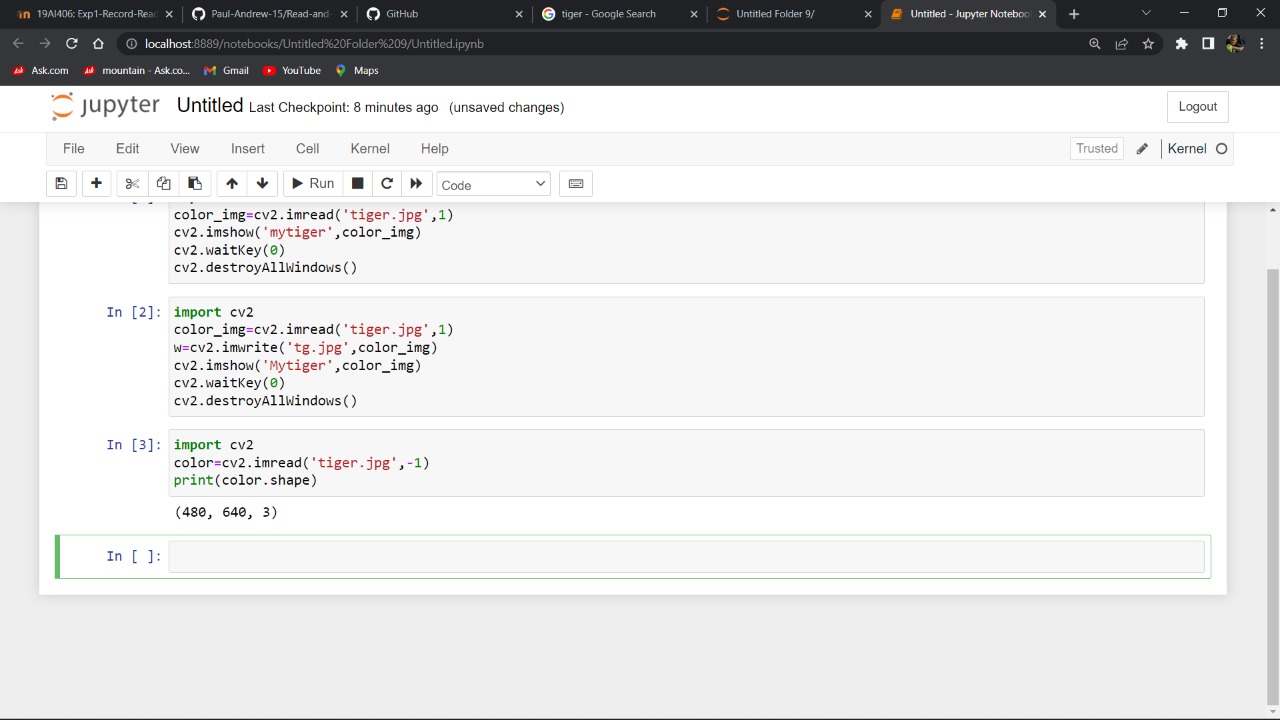 19AI406: Exp1-Record-Rea
Paul-Andrew-15/Read-and-
GitHub
tiger - Google Search
Untitled Folder 9/
Untitled - Jupyter Noteboo
localhost:8889/notebooks/Untitled%20Folder%209/Untitled.ipynb
Ask.com
mountain - Ask.co...
Gmail
YouTube
Maps
jupyter Untitled Last Checkpoint: 8 minutes ago (unsaved changes)
Logout
File Edit View Insert Cell Kernel Help
Trusted
Kernel
Run
Code
color_img=cv2.imread('tiger.jpg',1)
cv2.imshow('mytiger',color_img)
cv2.waitKey(0)
cv2.destroyAllWindows()
In [2]: import cv2
color_img=cv2.imread('tiger.jpg',1)
w=cv2.imwrite('tg.jpg',color_img)
cv2.imshow('Mytiger',color_img)
cv2.waitKey(0)
cv2.destroyAllWindows()
In [3]: import cv2
color=cv2.imread('tiger.jpg',-1)
print(color.shape)
(480, 640, 3)
In [ ]: